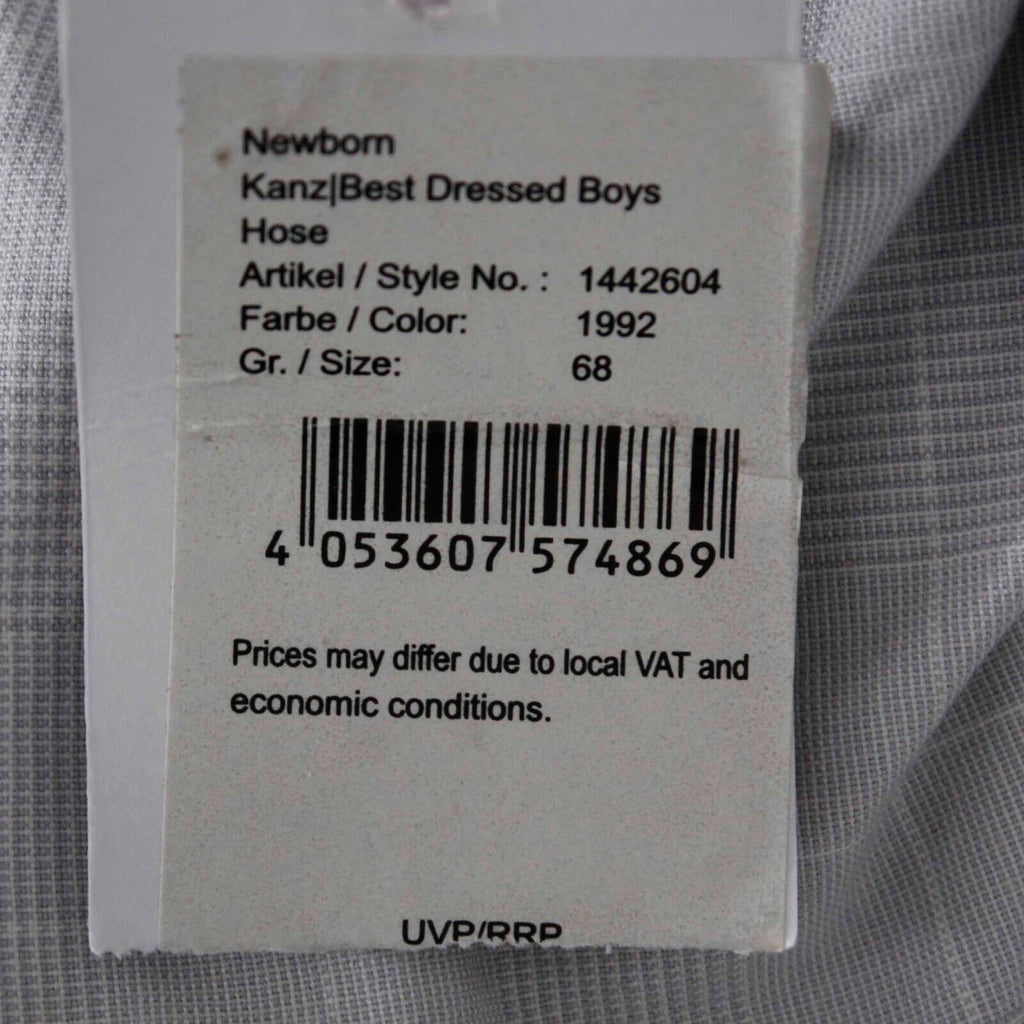 Newborn
Kanz|Best Dressed Boys
Hose
Artikel / Style No. : 1442604
Farbe / Color: 1992
Gr. / Size: 68
4 053607 574869
Prices may differ due to local VAT and
economic conditions.
UVP/RRP